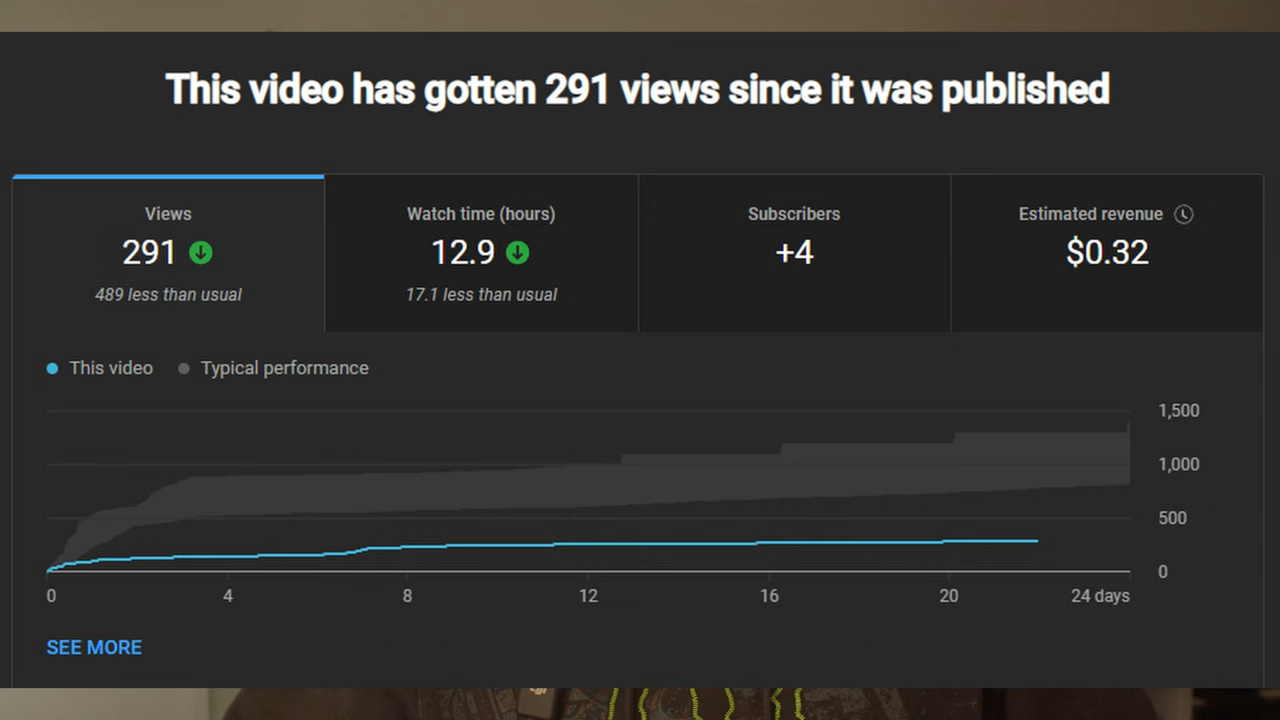 This video has gotten 291 views since it was published
Views
291
489 less than usual
Watch time (hours)
12.9
17.1 less than usual
Subscribers
+4
Estimated revenue
$0.32
This video
Typical performance
1,500
1,000
500
0
0 4 8 12 16 20 24 days
SEE MORE